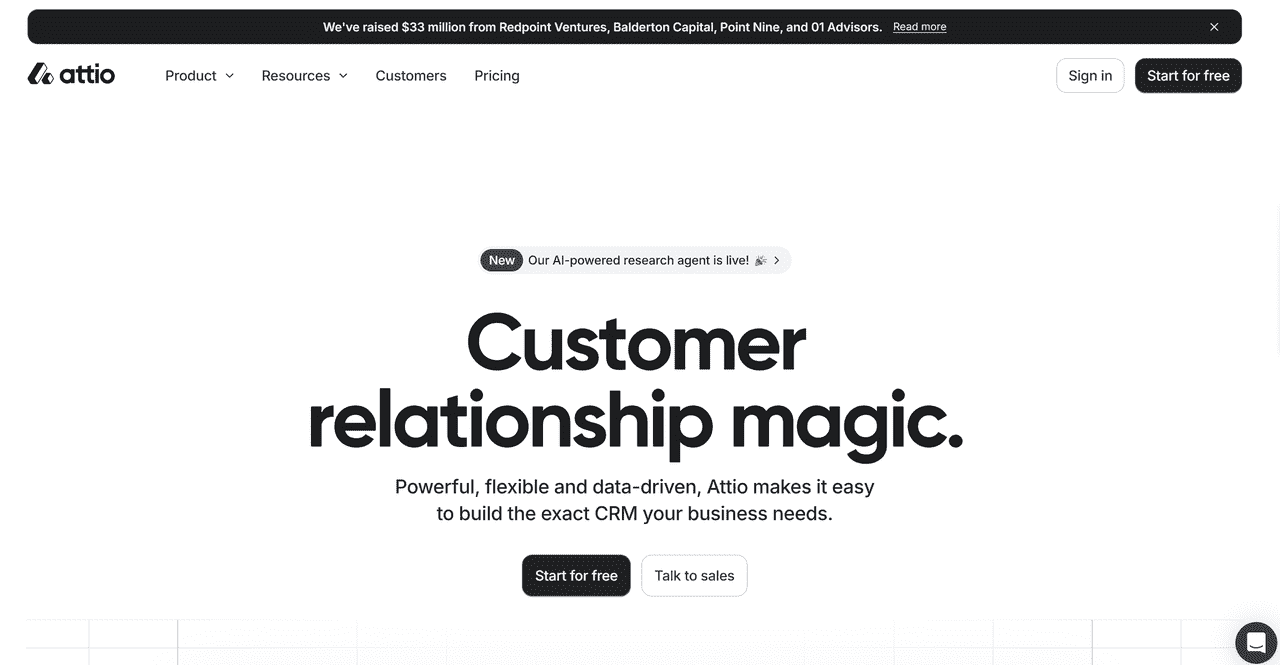 We've raised $33 million from Redpoint Ventures, Balderton Capital, Point Nine, and 01 Advisors. Read more
attio Product Resources Customers Pricing Sign in Start for free
New Our AI-powered research agent is live! 🎉
Customer
relationship magic.
Powerful, flexible and data-driven, Attio makes it easy
to build the exact CRM your business needs.
Start for free Talk to sales